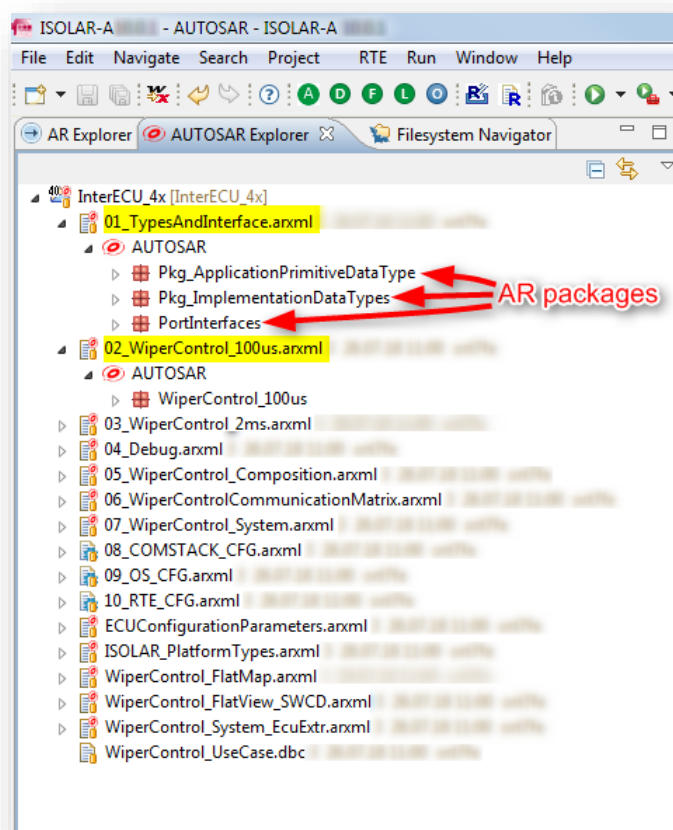 ISOLAR-A - AUTOSAR - ISOLAR-A
File Edit Navigate Search Project RTE Run Window Help
A D F L O
AR Explorer AUTOSAR Explorer Filesystem Navigator
InterECU_4x [InterECU_4x]
01_TypesAndInterface.arxml
AUTOSAR
Pkg_ApplicationPrimitiveDataType
Pkg_ImplementationDataTypes
AR packages
PortInterfaces
02_WiperControl_100us.arxml
AUTOSAR
WiperControl_100us
03_WiperControl_2ms.arxml
04_Debug.arxml
05_WiperControl_Composition.arxml
06_WiperControlCommunicationMatrix.arxml
07_WiperControl_System.arxml
08_COMSTACK_CFG.arxml
09_OS_CFG.arxml
10_RTE_CFG.arxml
ECUConfigurationParameters.arxml
ISOLAR_PlatformTypes.arxml
WiperControl_FlatMap.arxml
WiperControl_FlatView_SWCD.arxml
WiperControl_System_EcuExtr.arxml
WiperControl_UseCase.dbc